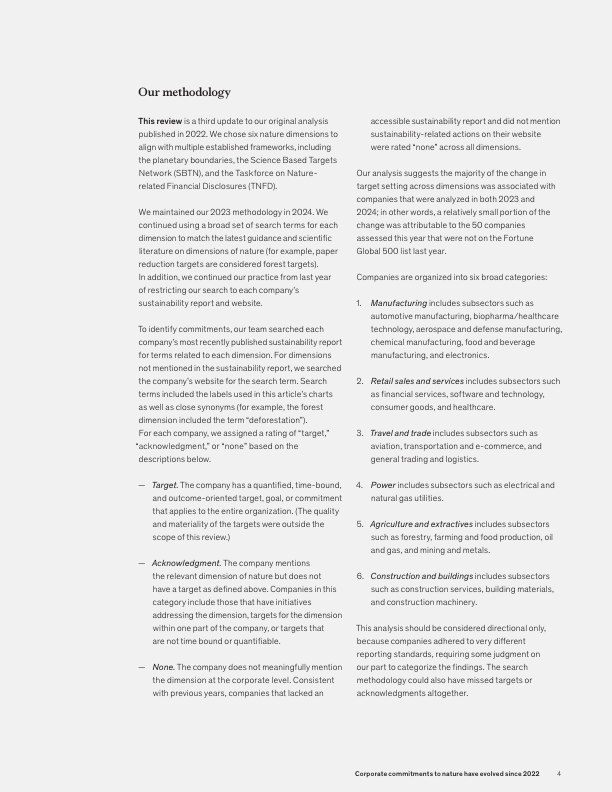 Our methodology
This review is a third update to our original analysis
published in 2022. We chose six nature dimensions to
align with multiple established frameworks, including
the planetary boundaries, the Science Based Targets
Network (SBTN), and the Taskforce on Nature-
related Financial Disclosures (TNFD).
We maintained our 2023 methodology in 2024. We
continued using a broad set of search terms for each
dimension to match the latest guidance and scientific
literature on dimensions of nature (for example, paper
reduction targets are considered forest targets).
In addition, we continued our practice from last year
of restricting our search to each company's
sustainability report and website.
To identify commitments, our team searched each
company's most recently published sustainability report
for terms related to each dimension. For dimensions
not mentioned in the sustainability report, we searched
the company's website for the search term. Search
terms included the labels used in this article's charts
as well as close synonyms (for example, the forest
dimension included the term “deforestation”).
For each company, we assigned a rating of “target,”
“acknowledgment,” or “none” based on the
descriptions below.
— Target. The company has a quantified, time-bound,
and outcome-oriented target, goal, or commitment
that applies to the entire organization. (The quality
and materiality of the targets were outside the
scope of this review.)
— Acknowledgment. The company mentions
the relevant dimension of nature but does not
have a target as defined above. Companies in this
category include those that have initiatives
addressing the dimension, targets for the dimension
within one part of the company, or targets that
are not time bound or quantifiable.
— None. The company does not meaningfully mention
the dimension at the corporate level. Consistent
with previous years, companies that lacked an
accessible sustainability report and did not mention
sustainability-related actions on their website
were rated “none” across all dimensions.
Our analysis suggests the majority of the change in
target setting across dimensions was associated with
companies that were analyzed in both 2023 and
2024; in other words, a relatively small portion of the
change was attributable to the 50 companies
assessed this year that were not on the Fortune
Global 500 list last year.
Companies are organized into six broad categories:
1. Manufacturing includes subsectors such as
automotive manufacturing, biopharma/healthcare
technology, aerospace and defense manufacturing,
chemical manufacturing, food and beverage
manufacturing, and electronics.
2. Retail sales and services includes subsectors such
as financial services, software and technology,
consumer goods, and healthcare.
3. Travel and trade includes subsectors such as
aviation, transportation and e-commerce, and
general trading and logistics.
4. Power includes subsectors such as electrical and
natural gas utilities.
5. Agriculture and extractives includes subsectors
such as forestry, farming and food production, oil
and gas, and mining and metals.
6. Construction and buildings includes subsectors
such as construction services, building materials,
and construction machinery.
This analysis should be considered directional only,
because companies adhered to very different
reporting standards, requiring some judgment on
our part to categorize the findings. The search
methodology could also have missed targets or
acknowledgments altogether.
Corporate commitments to nature have evolved since 2022 4